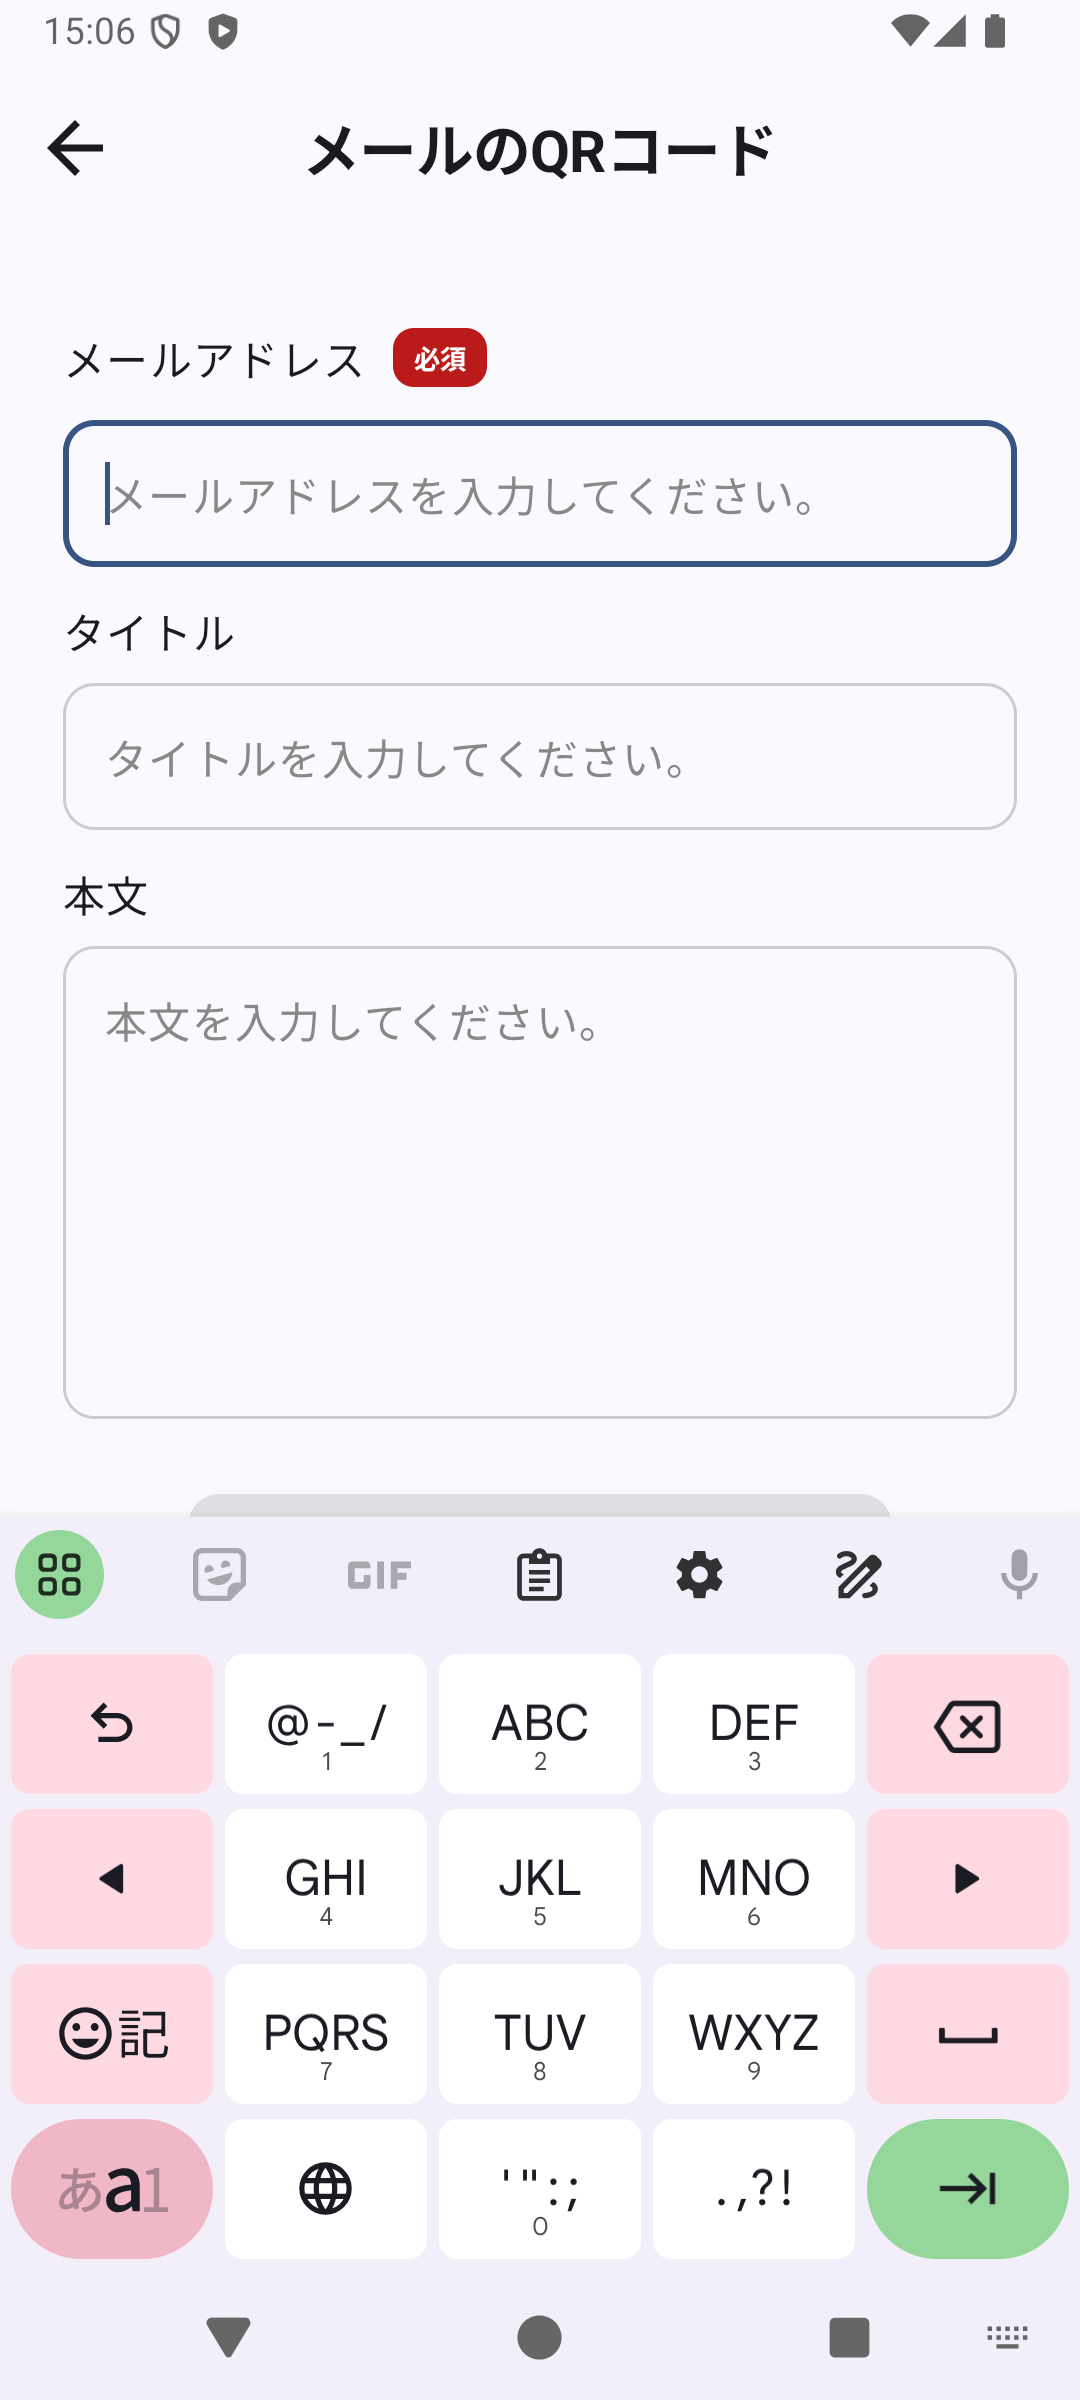 15:06
メールのQRコード
メールアドレス 必須
メールアドレスを入力してください。
タイトル
タイトルを入力してください。
本文
本文を入力してください。
GIF
@-_/ ABC DEF
1 2 3
GHI JKL MNO
4 5 6
記 PQRS TUV WXYZ
7 8 9
あa1 '":; .,?!
0